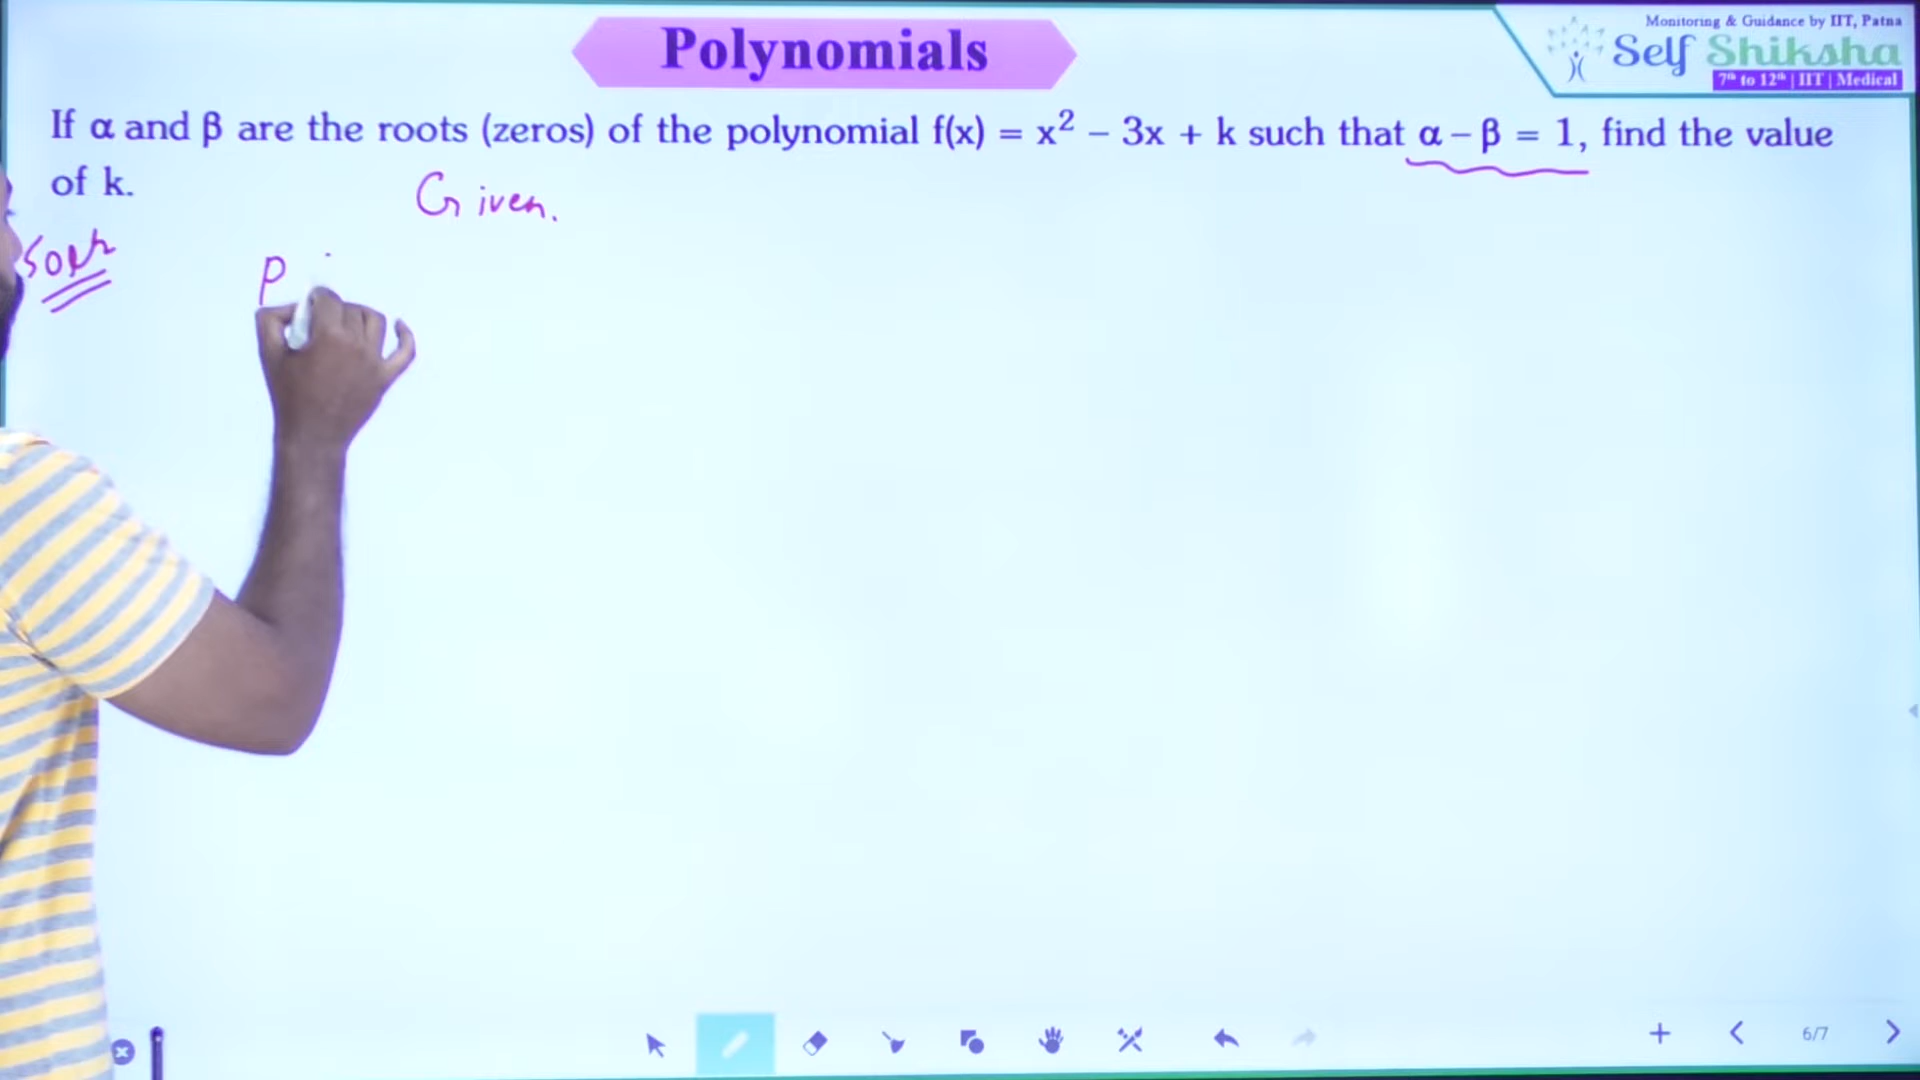 Polynomials
Monitoring & Guidance by IIT, Patna
Self Shiksha
7th to 12th | IIT | Medical
If α and β are the roots (zeros) of the polynomial f(x) = x² – 3x + k such that α – β = 1, find the value
of k.
Given.
Soln
P
6/7